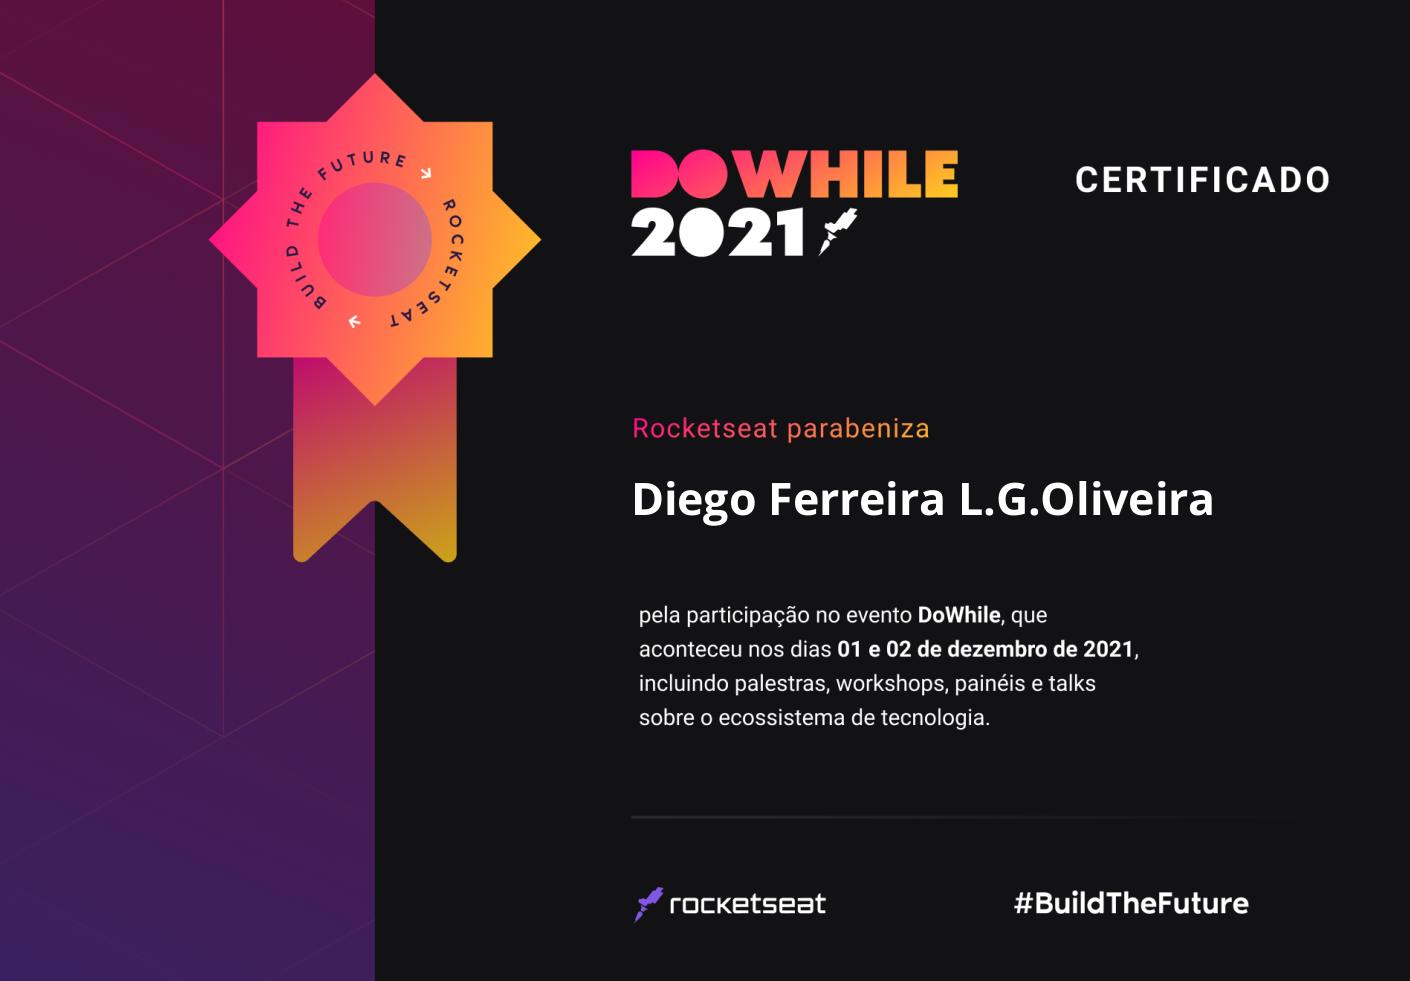 BUILD THE FUTURE → ROCKETSEAT →
DOWHILE
2021
CERTIFICADO
Rocketseat parabeniza
Diego Ferreira L.G.Oliveira
pela participação no evento DoWhile, que
aconteceu nos dias 01 e 02 de dezembro de 2021,
incluindo palestras, workshops, painéis e talks
sobre o ecossistema de tecnologia.
rocketseat
#BuildTheFuture